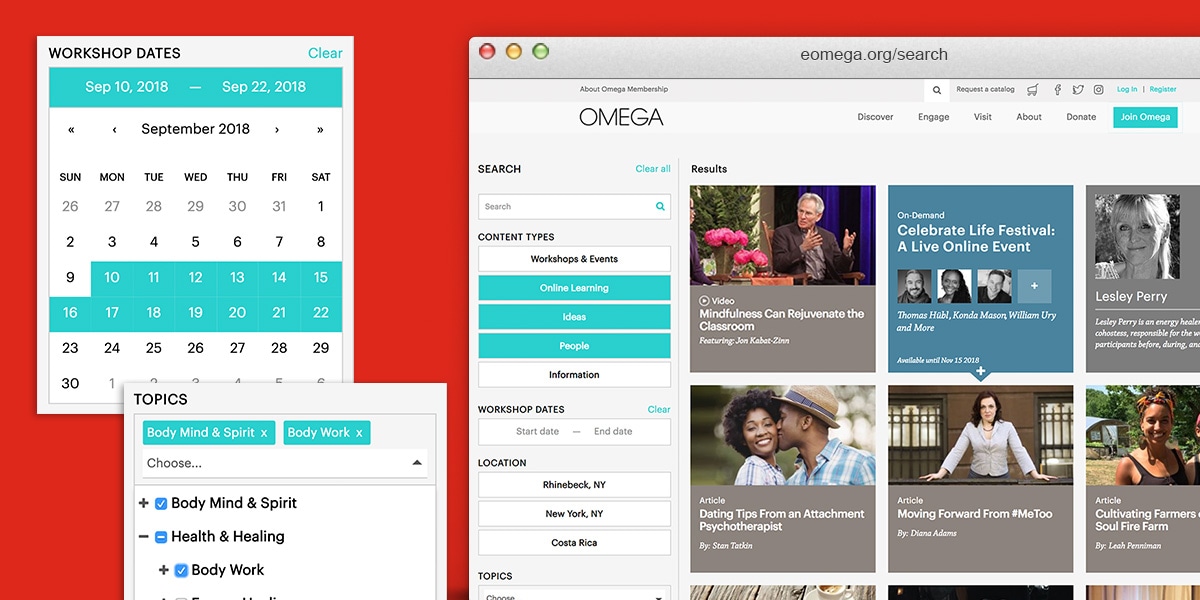 WORKSHOP DATES Clear
Sep 10, 2018 — Sep 22, 2018
« ‹ September 2018 › »
SUN MON TUE WED THU FRI SAT
26 27 28 29 30 31 1
2 3 4 5 6 7 8
9 10 11 12 13 14 15
16 17 18 19 20 21 22
23 24 25 26 27 28 29
30 1 2 3 4 5 6
TOPICS
Body Mind & Spirit x Body Work x
Choose...
+ Body Mind & Spirit
− Health & Healing
+ Body Work
eomega.org/search
About Omega Membership
Request a catalog
Log In | Register
OMEGA
Discover Engage Visit About Donate Join Omega
SEARCH Clear all
Search
CONTENT TYPES
Workshops & Events
Online Learning
Ideas
People
Information
WORKSHOP DATES Clear
Start date — End date
LOCATION
Rhinebeck, NY
New York, NY
Costa Rica
TOPICS
Choose...
Results
Video
Mindfulness Can Rejuvenate the
Classroom
Featuring: Jon Kabat-Zinn
On-Demand
Celebrate Life Festival:
A Live Online Event
+
Thomas Hübl, Konda Mason, William Ury
and More
Available until Nov 15 2018
+
Lesley Perry
Lesley Perry is an energy healer
cohostess, responsible for the w
participants before, during, and
Article
Dating Tips From an Attachment
Psychotherapist
By: Stan Tatkin
Article
Moving Forward From #MeToo
By: Diana Adams
Article
Cultivating Farmers
Soul Fire Farm
By: Leah Penniman